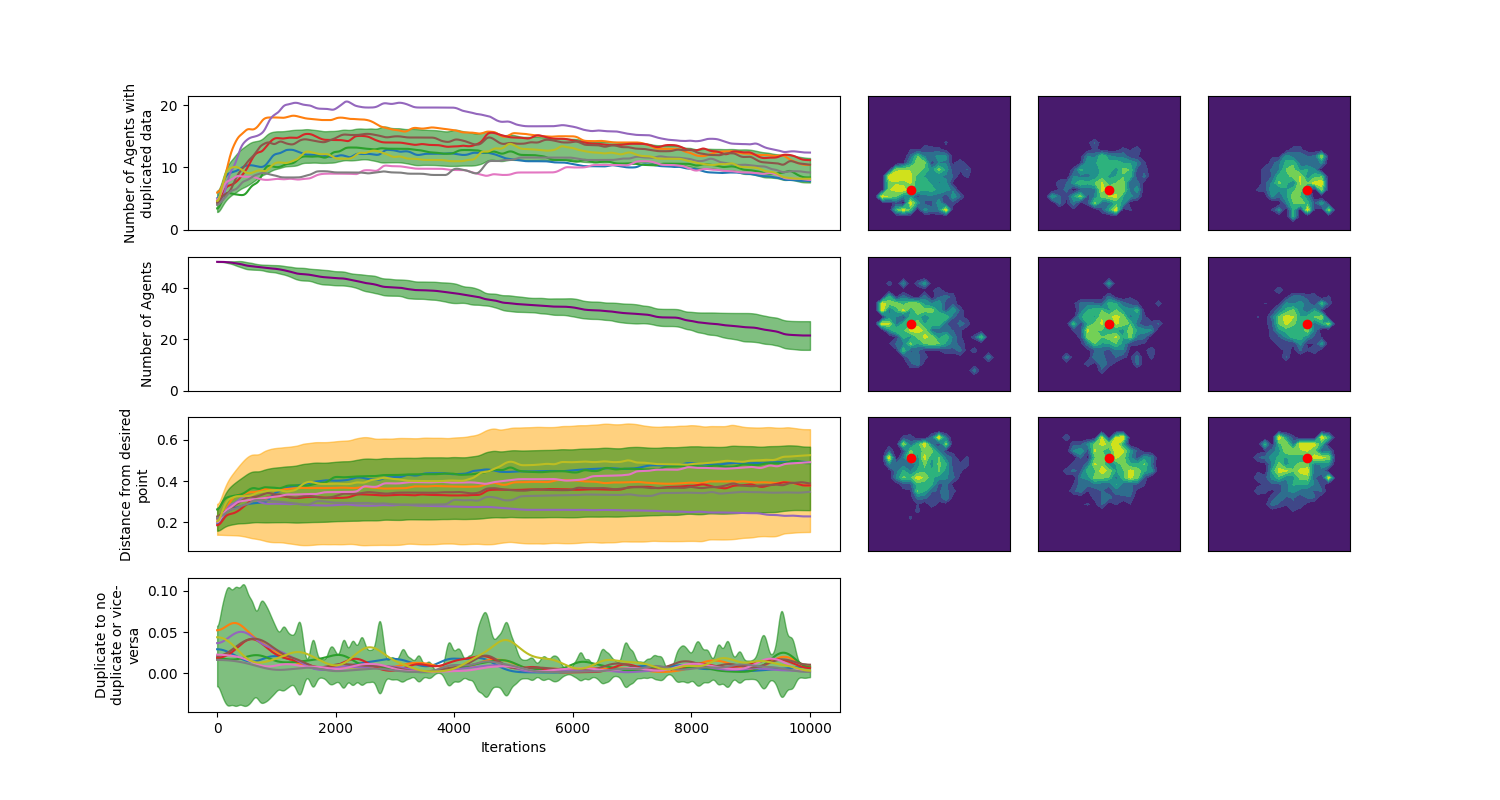 Number of Agents with
duplicated data
20
10
0
Number of Agents
40
20
0
Distance from desired
point
0.6
0.4
0.2
Duplicate to no
duplicate or vice-
versa
0.10
0.05
0.00
0 2000 4000 6000 8000 10000
Iterations